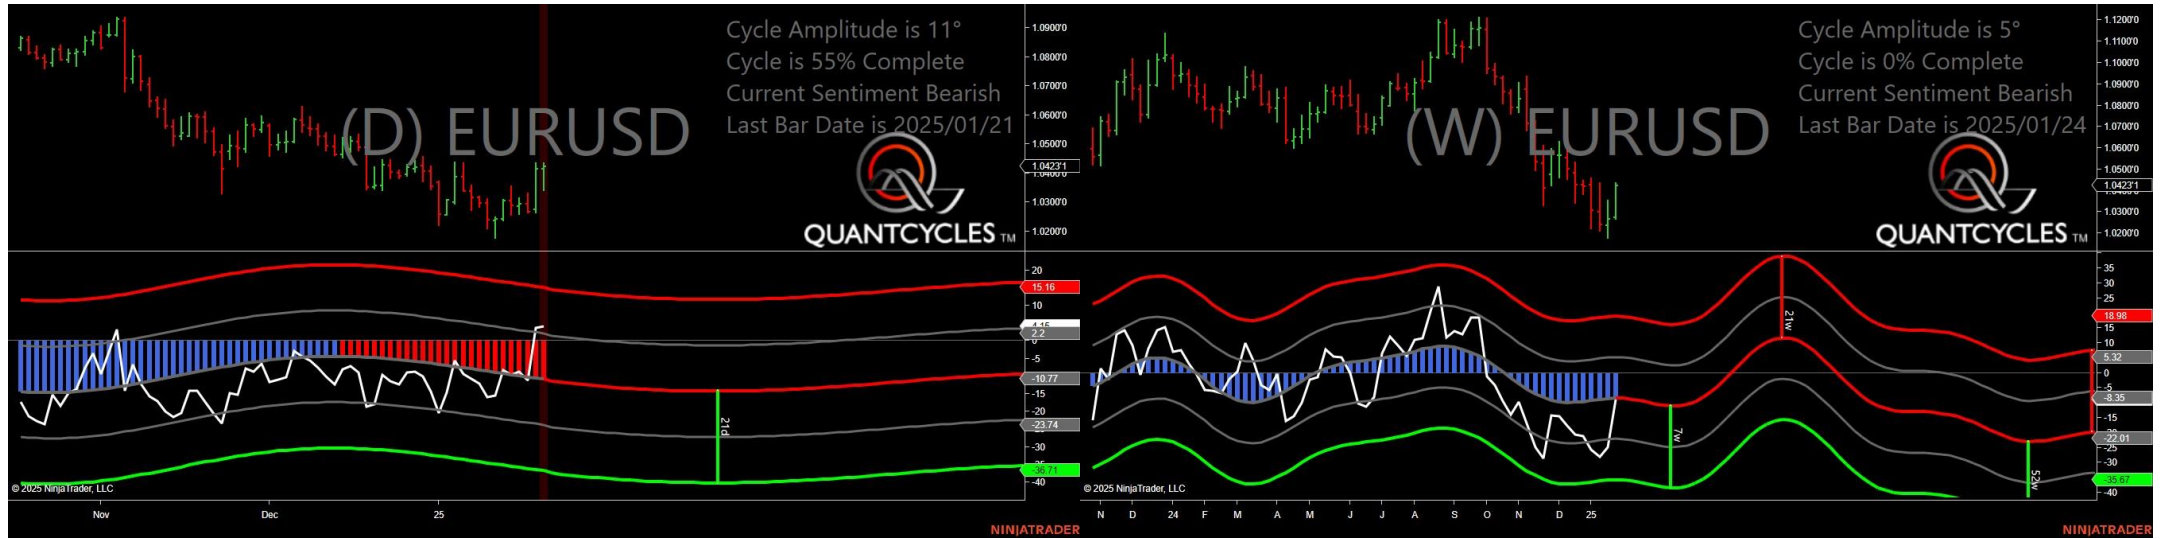 Cycle Amplitude is 11°
Cycle is 55% Complete
Current Sentiment Bearish
Last Bar Date is 2025/01/21
(D) EURUSD
QUANTCYCLES TM
1.0900'0
1.0800'0
1.0700'0
1.0600'0
1.0500'0
1.0423'1
1.0300'0
1.0200'0
20
15.16
10
2.2
0
-5
-10.77
-15
-20
-23.74
-30
-36.71
-40
21d
© 2025 NinjaTrader, LLC
Nov Dec 25
NINJATRADER
Cycle Amplitude is 5°
Cycle is 0% Complete
Current Sentiment Bearish
Last Bar Date is 2025/01/24
(W) EURUSD
QUANTCYCLES TM
1.1200'0
1.1100'0
1.1000'0
1.0900'0
1.0800'0
1.0700'0
1.0600'0
1.0500'0
1.0423'1
1.0300'0
1.0200'0
35
30
25
18.98
15
10
5.32
0
-5
-8.35
-15
-22.01
-25
-30
-35.67
-40
21w
7w
52w
© 2025 NinjaTrader, LLC
N D 24 F M A M J J A S O N D 25
NINJATRADER